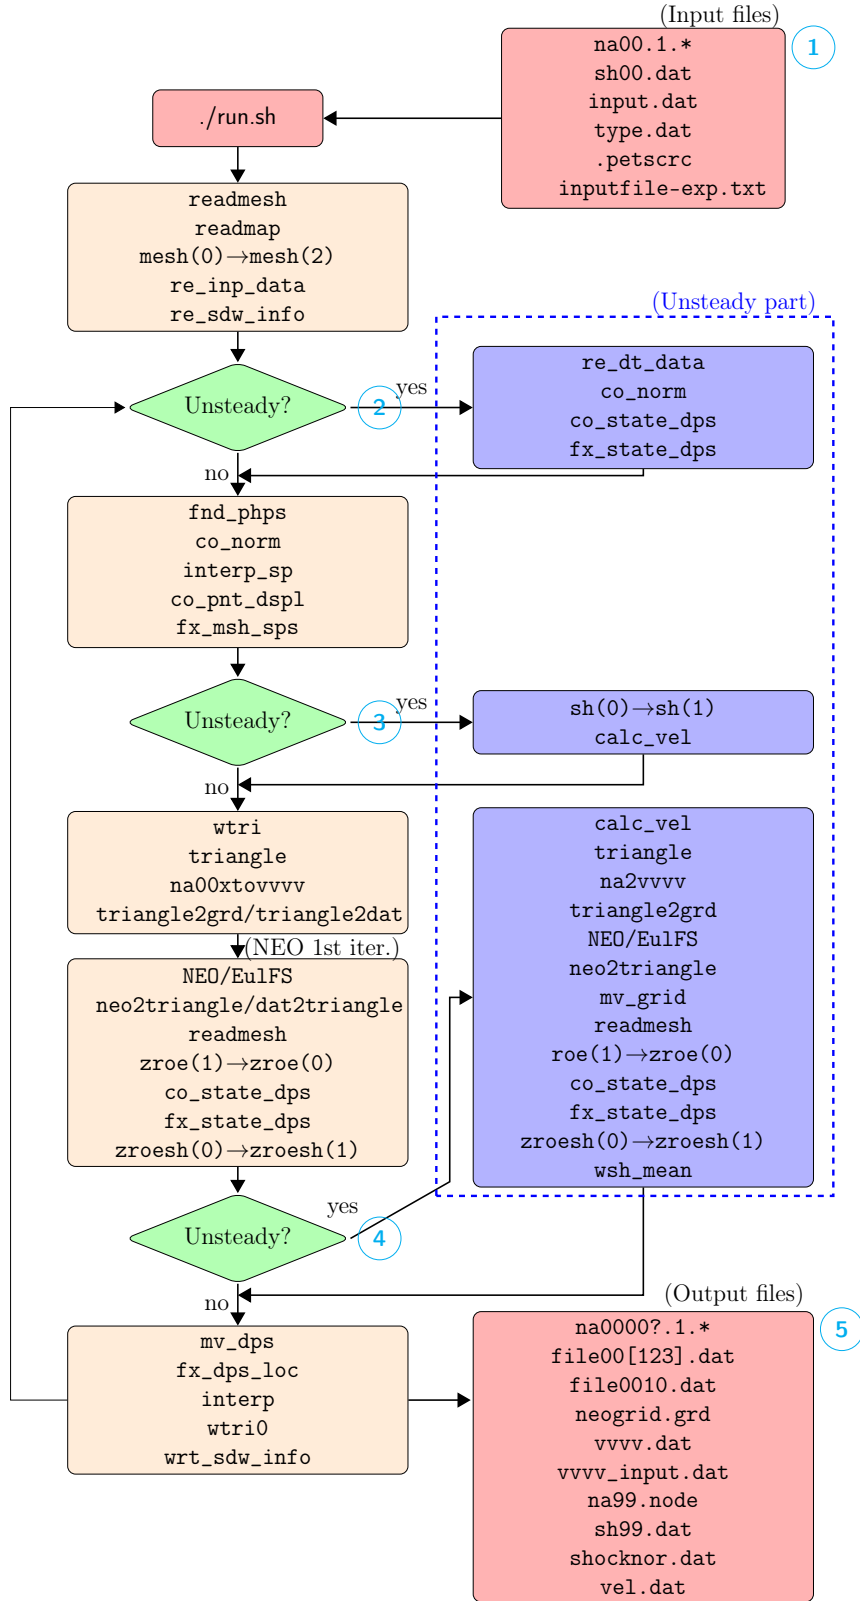 (Input files)
1
na00.1.*
sh00.dat
input.dat
type.dat
.petscrc
inputfile-exp.txt
./run.sh
readmesh
readmap
mesh(0)→mesh(2)
re_inp_data
re_sdw_info
(Unsteady part)
Unsteady?
2
yes
re_dt_data
co_norm
co_state_dps
fx_state_dps
no
fnd_phps
co_norm
interp_sp
co_pnt_dspl
fx_msh_sps
Unsteady?
3
yes
sh(0)→sh(1)
calc_vel
no
wtri
triangle
na00xtovvvv
triangle2grd/triangle2dat
(NEO 1st iter.)
NEO/EulFS
neo2triangle/dat2triangle
readmesh
zroe(1)→zroe(0)
co_state_dps
fx_state_dps
zroesh(0)→zroesh(1)
calc_vel
triangle
na2vvvv
triangle2grd
NEO/EulFS
neo2triangle
mv_grid
readmesh
roe(1)→zroe(0)
co_state_dps
fx_state_dps
zroesh(0)→zroesh(1)
wsh_mean
Unsteady?
yes
4
no
mv_dps
fx_dps_loc
interp
wtri0
wrt_sdw_info
(Output files)
5
na0000?.1.*
file00[123].dat
file0010.dat
neogrid.grd
vvvv.dat
vvvv_input.dat
na99.node
sh99.dat
shocknor.dat
vel.dat